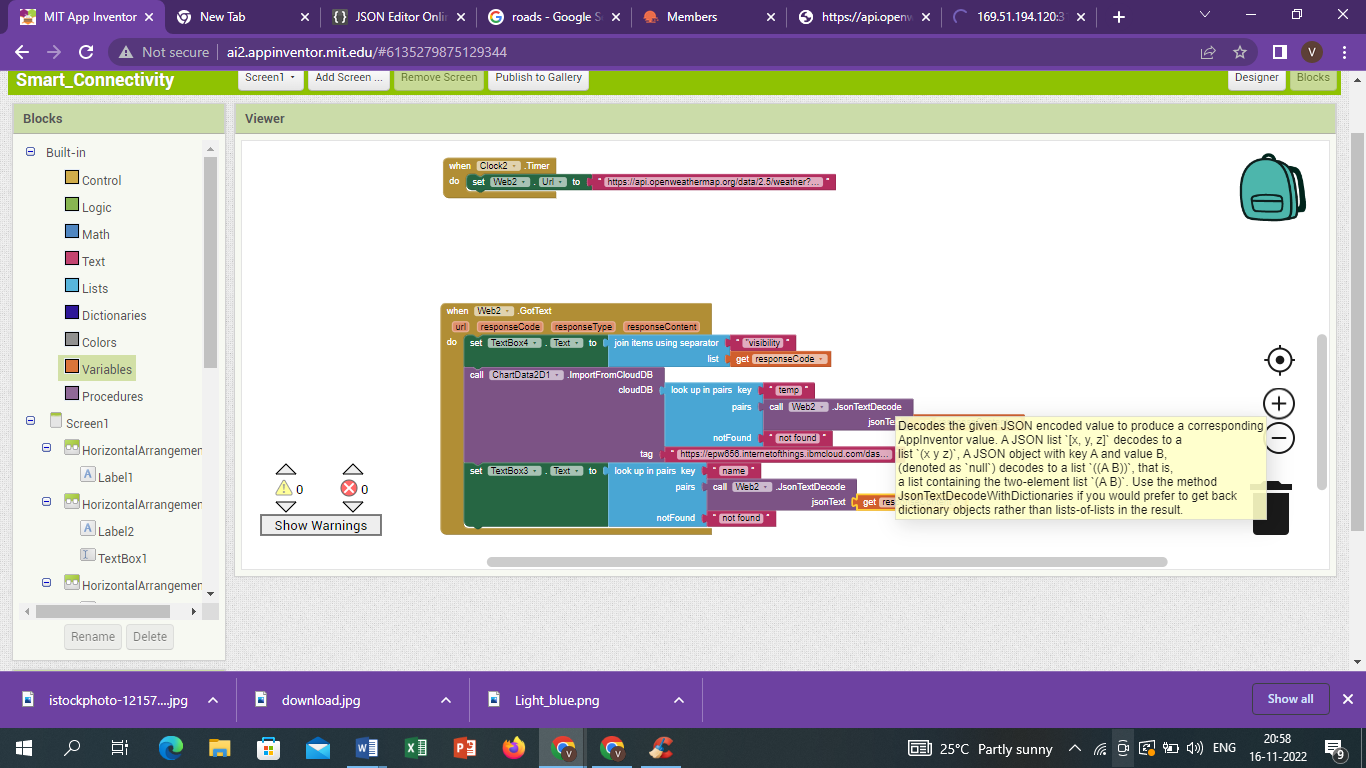 MIT App Inventor
New Tab
JSON Editor Onli
roads - Google S
Members
https://api.openw
169.51.194.120:3
Not secure
ai2.appinventor.mit.edu/#6135279875129344
V
Smart_Connectivity
Screen1
Add Screen ...
Remove Screen
Publish to Gallery
Designer
Blocks
Blocks
Viewer
Built-in
Control
Logic
Math
Text
Lists
Dictionaries
Colors
Variables
Procedures
Screen1
HorizontalArrangemen
Label1
HorizontalArrangemen
Label2
TextBox1
HorizontalArrangemen
Rename
Delete
when Clock2 .Timer
do set Web2 . Url to " https://api.openweathermap.org/data/2.5/weather?... "
when Web2 .GotText
url responseCode responseType responseContent
do set TextBox4 . Text to join items using separator " "visibility "
list get responseCode
call ChartData2D1 .ImportFromCloudDB
cloudDB look up in pairs key " temp "
pairs call Web2 .JsonTextDecode
jsonTe
notFound " not found "
tag " https://epw656.internetofthings.ibmcloud.com/das... "
set TextBox3 . Text to look up in pairs key " name "
pairs call Web2 .JsonTextDecode
jsonText get res
notFound " not found "
Decodes the given JSON encoded value to produce a corresponding
AppInventor value. A JSON list `[x, y, z]` decodes to a
list `(x y z)`, A JSON object with key A and value B,
(denoted as `null`) decodes to a list `((A B))`, that is,
a list containing the two-element list `(A B)`. Use the method
JsonTextDecodeWithDictionaries if you would prefer to get back
dictionary objects rather than lists-of-lists in the result.
0
0
Show Warnings
istockphoto-12157....jpg
download.jpg
Light_blue.png
Show all
25°C Partly sunny
ENG
20:58
16-11-2022
9